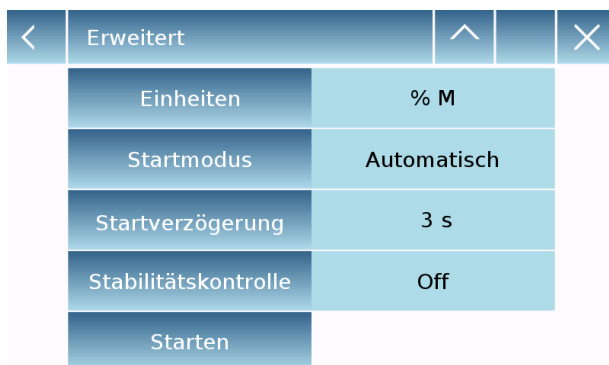 Erweitert
Einheiten % M
Startmodus Automatisch
Startverzögerung 3 s
Stabilitätskontrolle Off
Starten